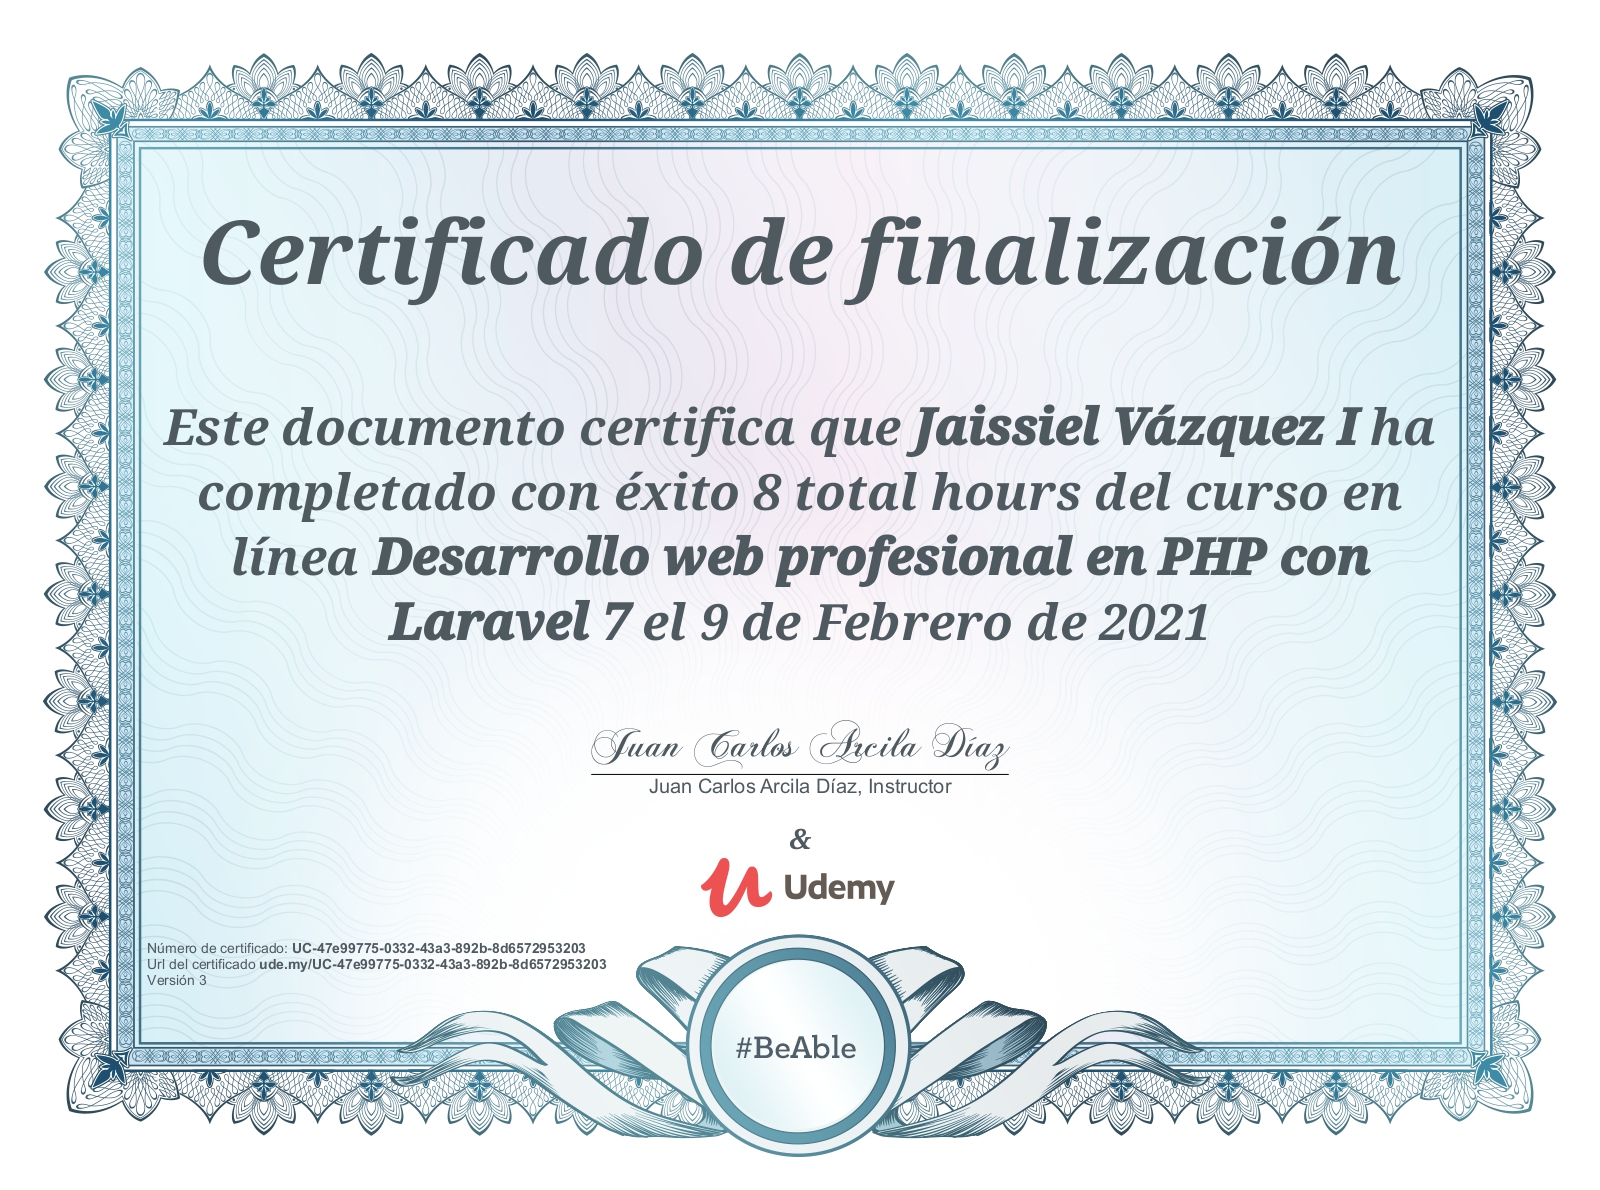 Certificado de finalización
Este documento certifica que Jaissiel Vázquez I ha
completado con éxito 8 total hours del curso en
línea Desarrollo web profesional en PHP con
Laravel 7 el 9 de Febrero de 2021
Juan Carlos Arcila Díaz
Juan Carlos Arcila Díaz, Instructor
&
Udemy
Número de certificado: UC-47e99775-0332-43a3-892b-8d6572953203
Url del certificado ude.my/UC-47e99775-0332-43a3-892b-8d6572953203
Versión 3
#BeAble